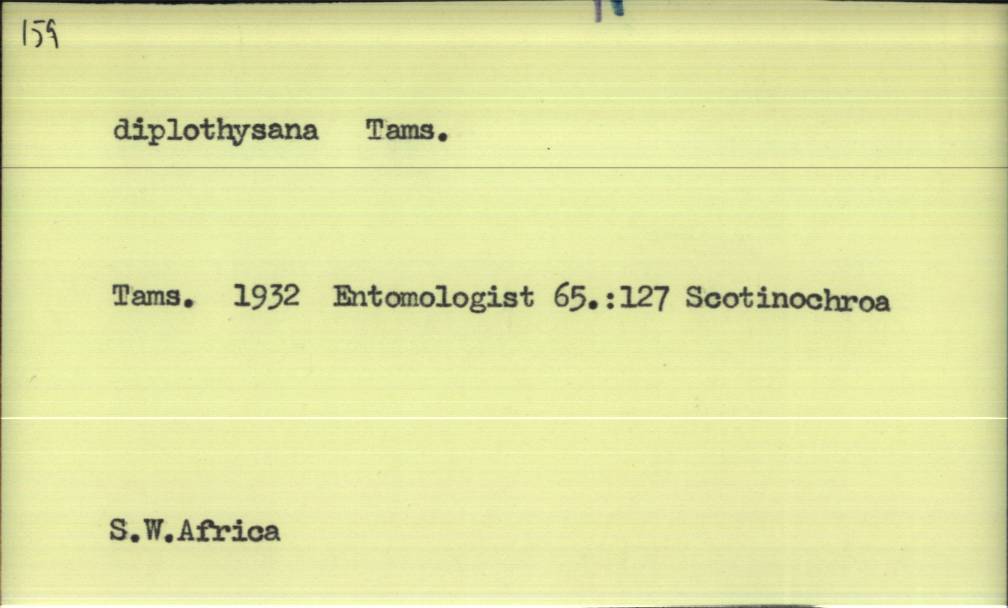 159
diplothysana Tams.
Tams. 1932 Entomologist 65.:127 Scotinochroa
S.W.Africa